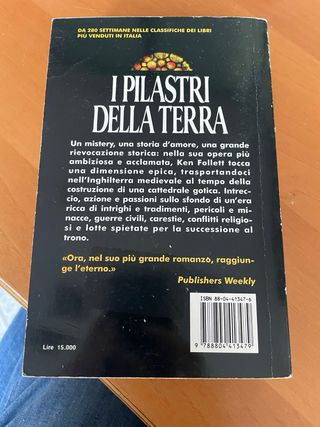 DA 280 SETTIMANE NELLE CLASSIFICHE DEI LIBRI
PIÙ VENDUTI IN ITALIA
I PILASTRI
DELLA TERRA
Un mistery, una storia d'amore, una grande
rievocazione storica: nella sua opera più
ambiziosa e acclamata, Ken Follett tocca
una dimensione epica, trasportandoci
nell'Inghilterra medievale al tempo della
costruzione di una cattedrale gotica. Intrec-
cio, azione e passioni sullo sfondo di un'era
ricca di intrighi e tradimenti, pericoli e mi-
nacce, guerre civili, carestie, conflitti religio-
si e lotte spietate per la successione al
trono.
«Ora, nel suo più grande romanzo, raggiun-
ge l'eterno.»
Publishers Weekly
ISBN 88-04-41347-6
9 788804 413479
Lire 15.000